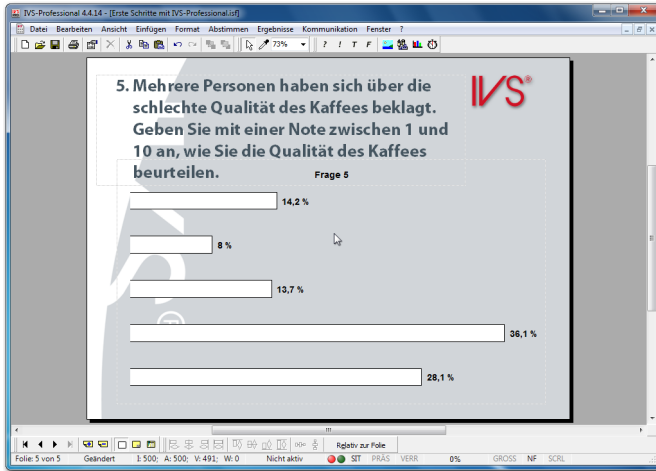 IVS-Professional 4.4.14 - [Erste Schritte mit IVS-Professional.isf]
Datei Bearbeiten Ansicht Einfügen Format Abstimmen Ergebnisse Kommunikation Fenster ?
73% ? ! T F
5. Mehrere Personen haben sich über die
schlechte Qualität des Kaffees beklagt.
Geben Sie mit einer Note zwischen 1 und
10 an, wie Sie die Qualität des Kaffees
beurteilen.
IVS®
Frage 5
14,2 %
8 %
13,7 %
36,1 %
28,1 %
Relativ zur Folie
Folie: 5 von 5 Geändert I: 500; A: 500; V: 491; W: 0 Nicht aktiv SIT PRÄS VERR 0% GROSS NF SCRL